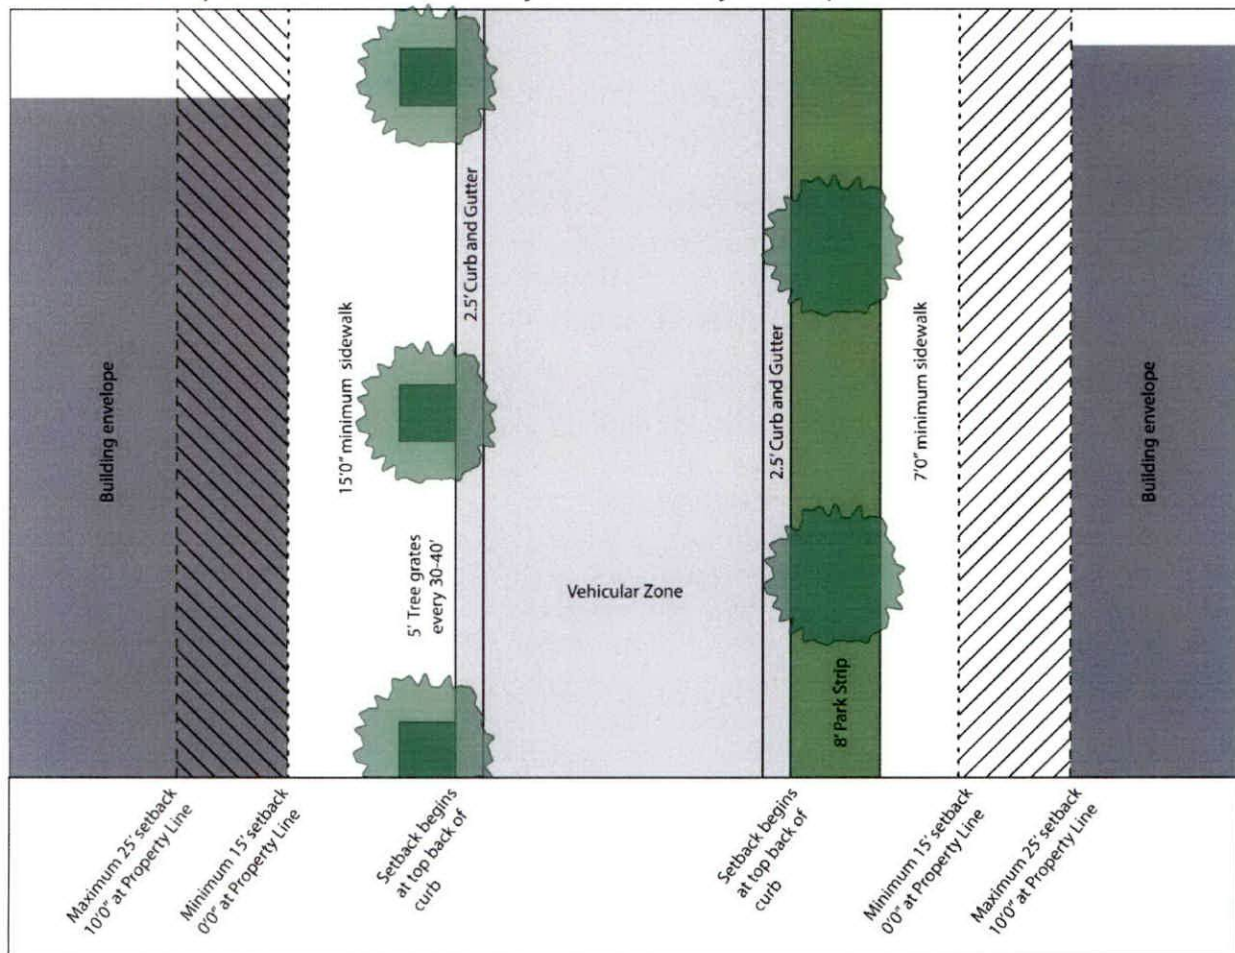 Building envelope
15'0" minimum sidewalk
2.5' Curb and Gutter
5' Tree grates
every 30-40'
Vehicular Zone
2.5' Curb and Gutter
8' Park Strip
7'0" minimum sidewalk
Building envelope
Maximum 25' setback
10'0" at Property Line
Minimum 15' setback
0'0" at Property Line
Setback begins
at top back of
curb
Setback begins
at top back of
curb
Minimum 15' setback
0'0" at Property Line
Maximum 25' setback
10'0" at Property Line